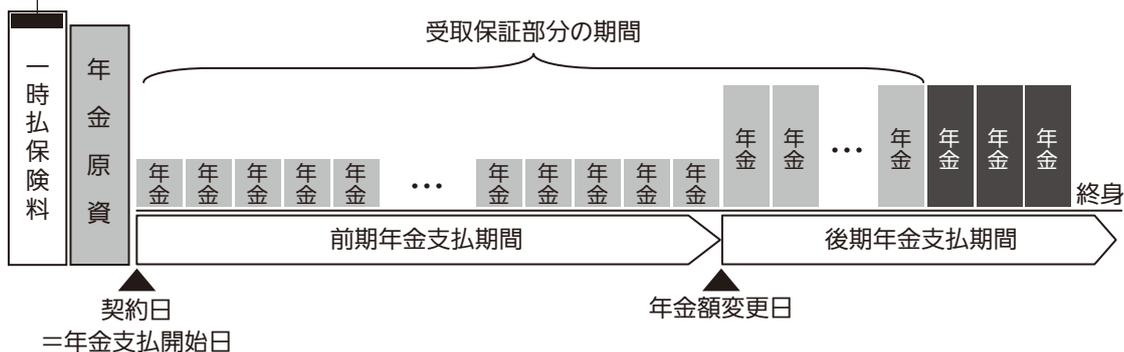 受取保証部分の期間
一時払保険料
年金原資
年金
年金
年金
年金
年金
…
年金
年金
年金
年金
年金
年金
年金
…
年金
年金
年金
年金
終身
前期年金支払期間
後期年金支払期間
契約日
＝年金支払開始日
年金額変更日